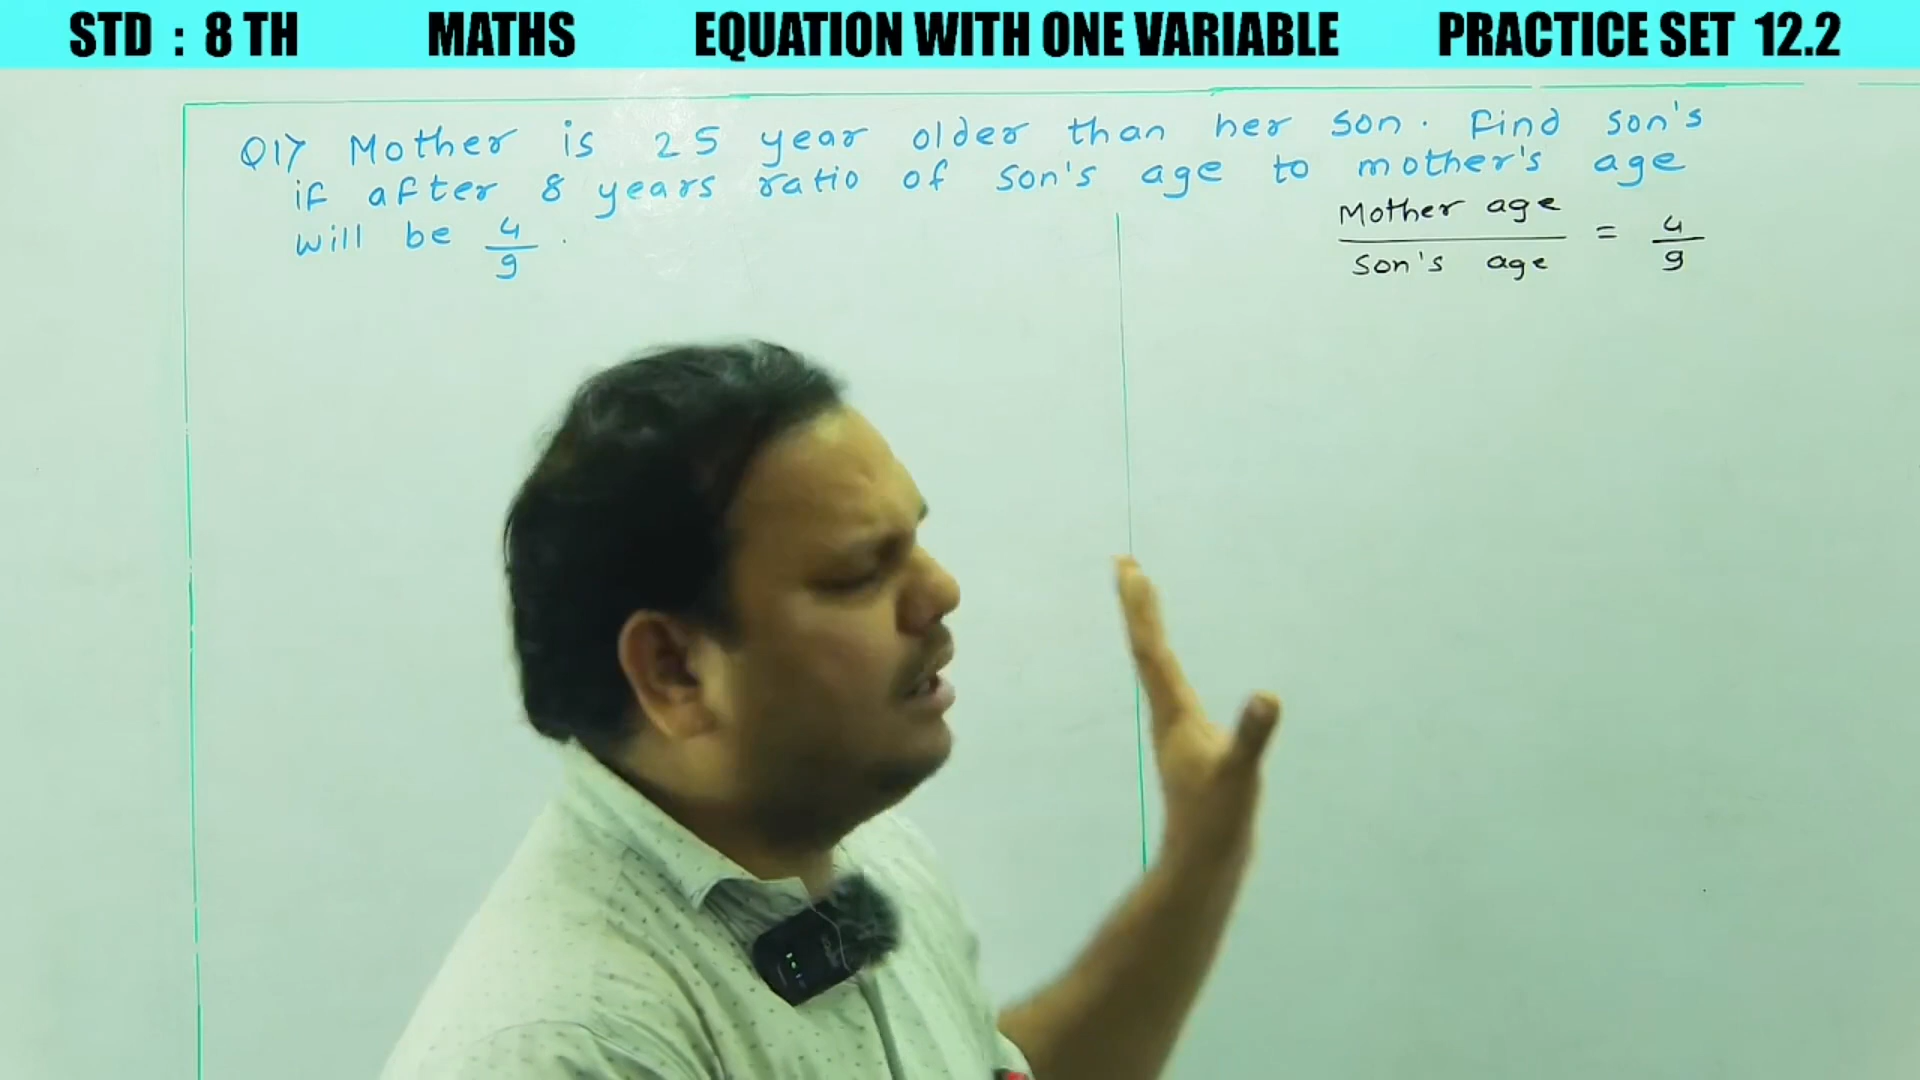 STD : 8 TH MATHS EQUATION WITH ONE VARIABLE PRACTICE SET 12.2
Q1> Mother is 25 year older than her son. Find son's
if after 8 years ratio of son's age to mother's age
will be 4/9.
Mother age / Son's age = 4/9